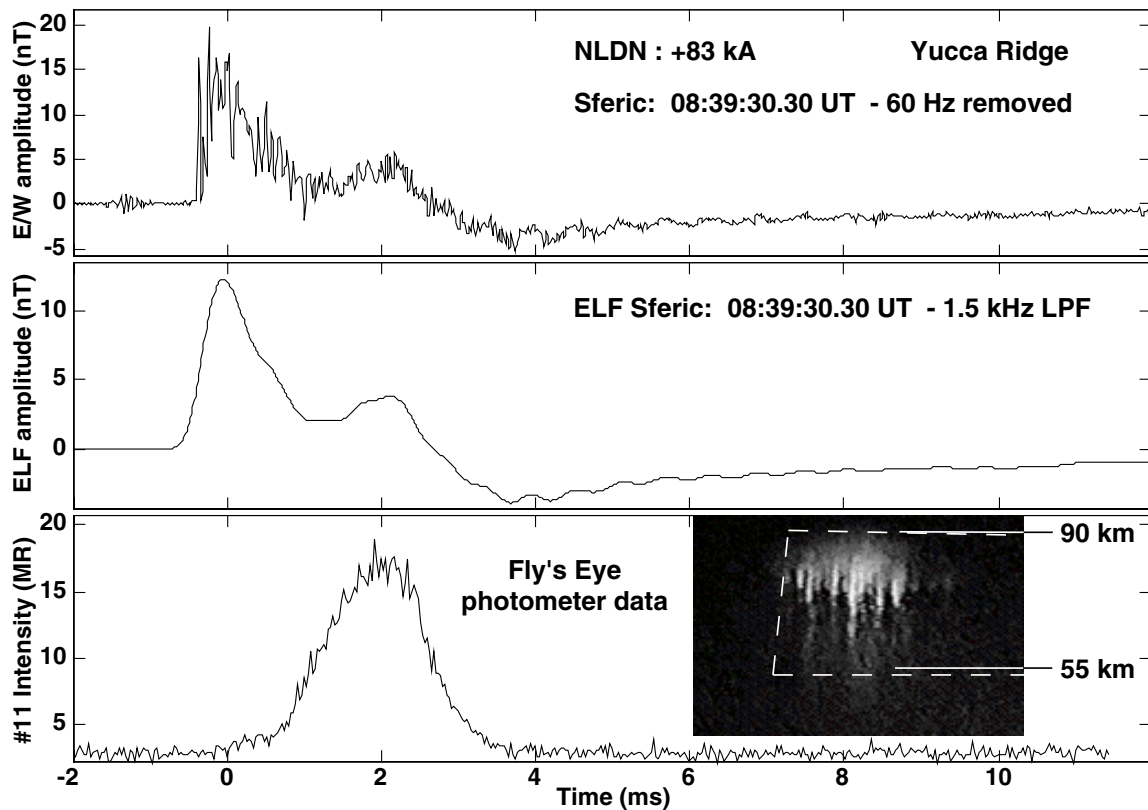 E/W amplitude (nT)
20
15
10
5
0
-5
NLDN : +83 kA Yucca Ridge
Sferic: 08:39:30.30 UT - 60 Hz removed
ELF amplitude (nT)
10
5
0
ELF Sferic: 08:39:30.30 UT - 1.5 kHz LPF
#11 Intensity (MR)
20
15
10
5
Fly's Eye
photometer data
90 km
55 km
-2 0 2 4 6 8 10
Time (ms)